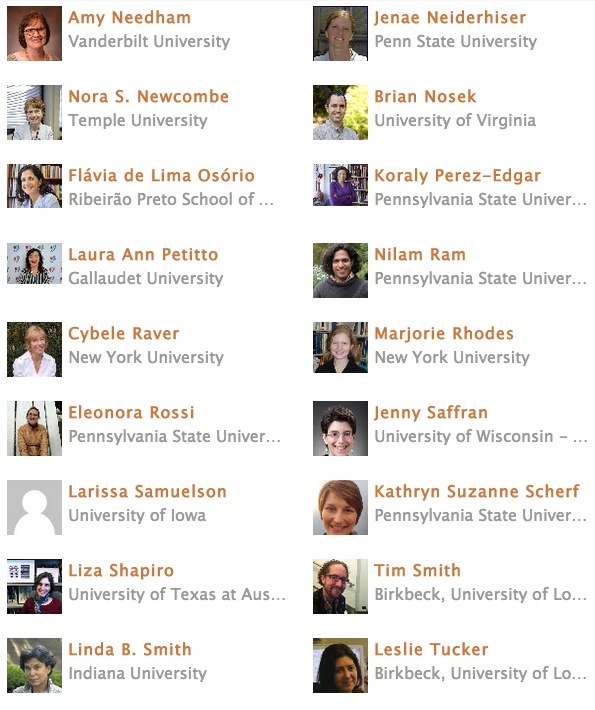 Amy Needham
Vanderbilt University
Jenae Neiderhiser
Penn State University
Nora S. Newcombe
Temple University
Brian Nosek
University of Virginia
Flávia de Lima Osório
Ribeirão Preto School of ...
Koraly Perez-Edgar
Pennsylvania State Univer...
Laura Ann Petitto
Gallaudet University
Nilam Ram
Pennsylvania State Univer...
Cybele Raver
New York University
Marjorie Rhodes
New York University
Eleonora Rossi
Pennsylvania State Univer...
Jenny Saffran
University of Wisconsin - ...
Larissa Samuelson
University of Iowa
Kathryn Suzanne Scherf
Pennsylvania State Univer...
Liza Shapiro
University of Texas at Aus...
Tim Smith
Birkbeck, University of Lo...
Linda B. Smith
Indiana University
Leslie Tucker
Birkbeck, University of Lo...